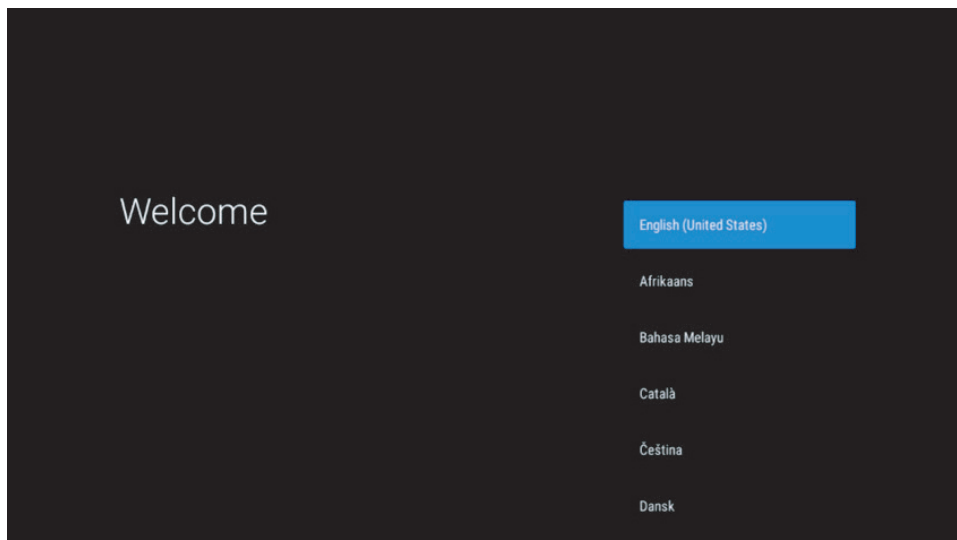 Welcome
English (United States)
Afrikaans
Bahasa Melayu
Català
Čeština
Dansk